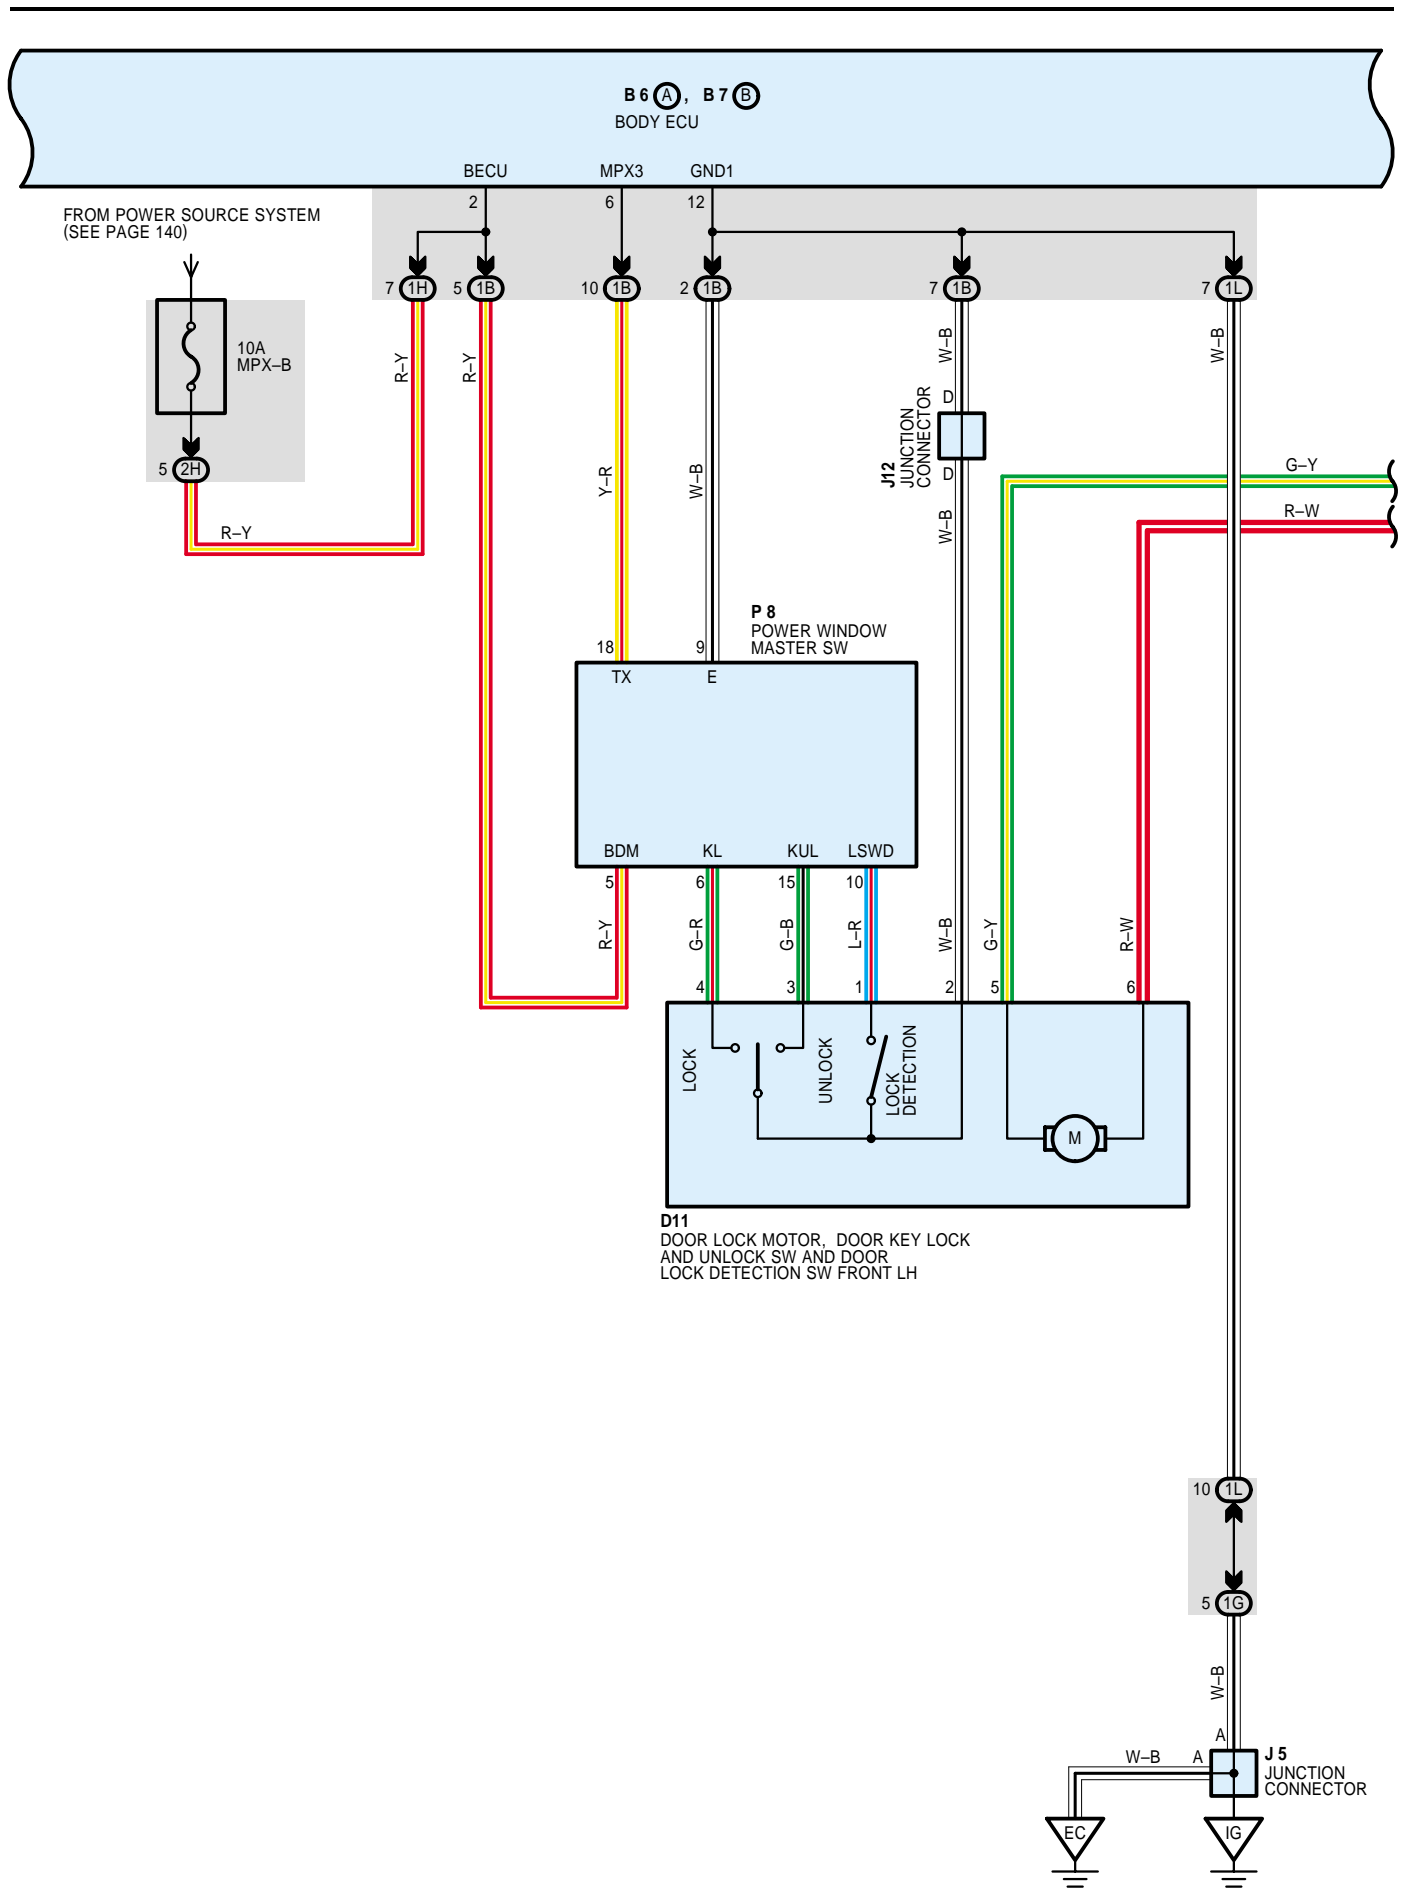 B 6 A , B 7 B
BODY ECU
BECU MPX3 GND1
2 6 12
FROM POWER SOURCE SYSTEM
(SEE PAGE 140)
7 1H 5 1B 10 1B 2 1B 7 1B 7 1L
10A
MPX–B
R–Y
R–Y
W–B
W–B
D
J12
JUNCTION
CONNECTOR
D
5 2H
Y–R
W–B
W–B
G–Y
R–W
R–Y
P 8
POWER WINDOW
MASTER SW
18 9
TX E
BDM KL KUL LSWD
5 6 15 10
R–Y
G–R
G–B
L–R
W–B
G–Y
R–W
4 3 1 2 5 6
LOCK
UNLOCK
LOCK
DETECTION
M
D11
DOOR LOCK MOTOR, DOOR KEY LOCK
AND UNLOCK SW AND DOOR
LOCK DETECTION SW FRONT LH
10 1L
5 1G
W–B
A
W–B A
J 5
JUNCTION
CONNECTOR
EC IG